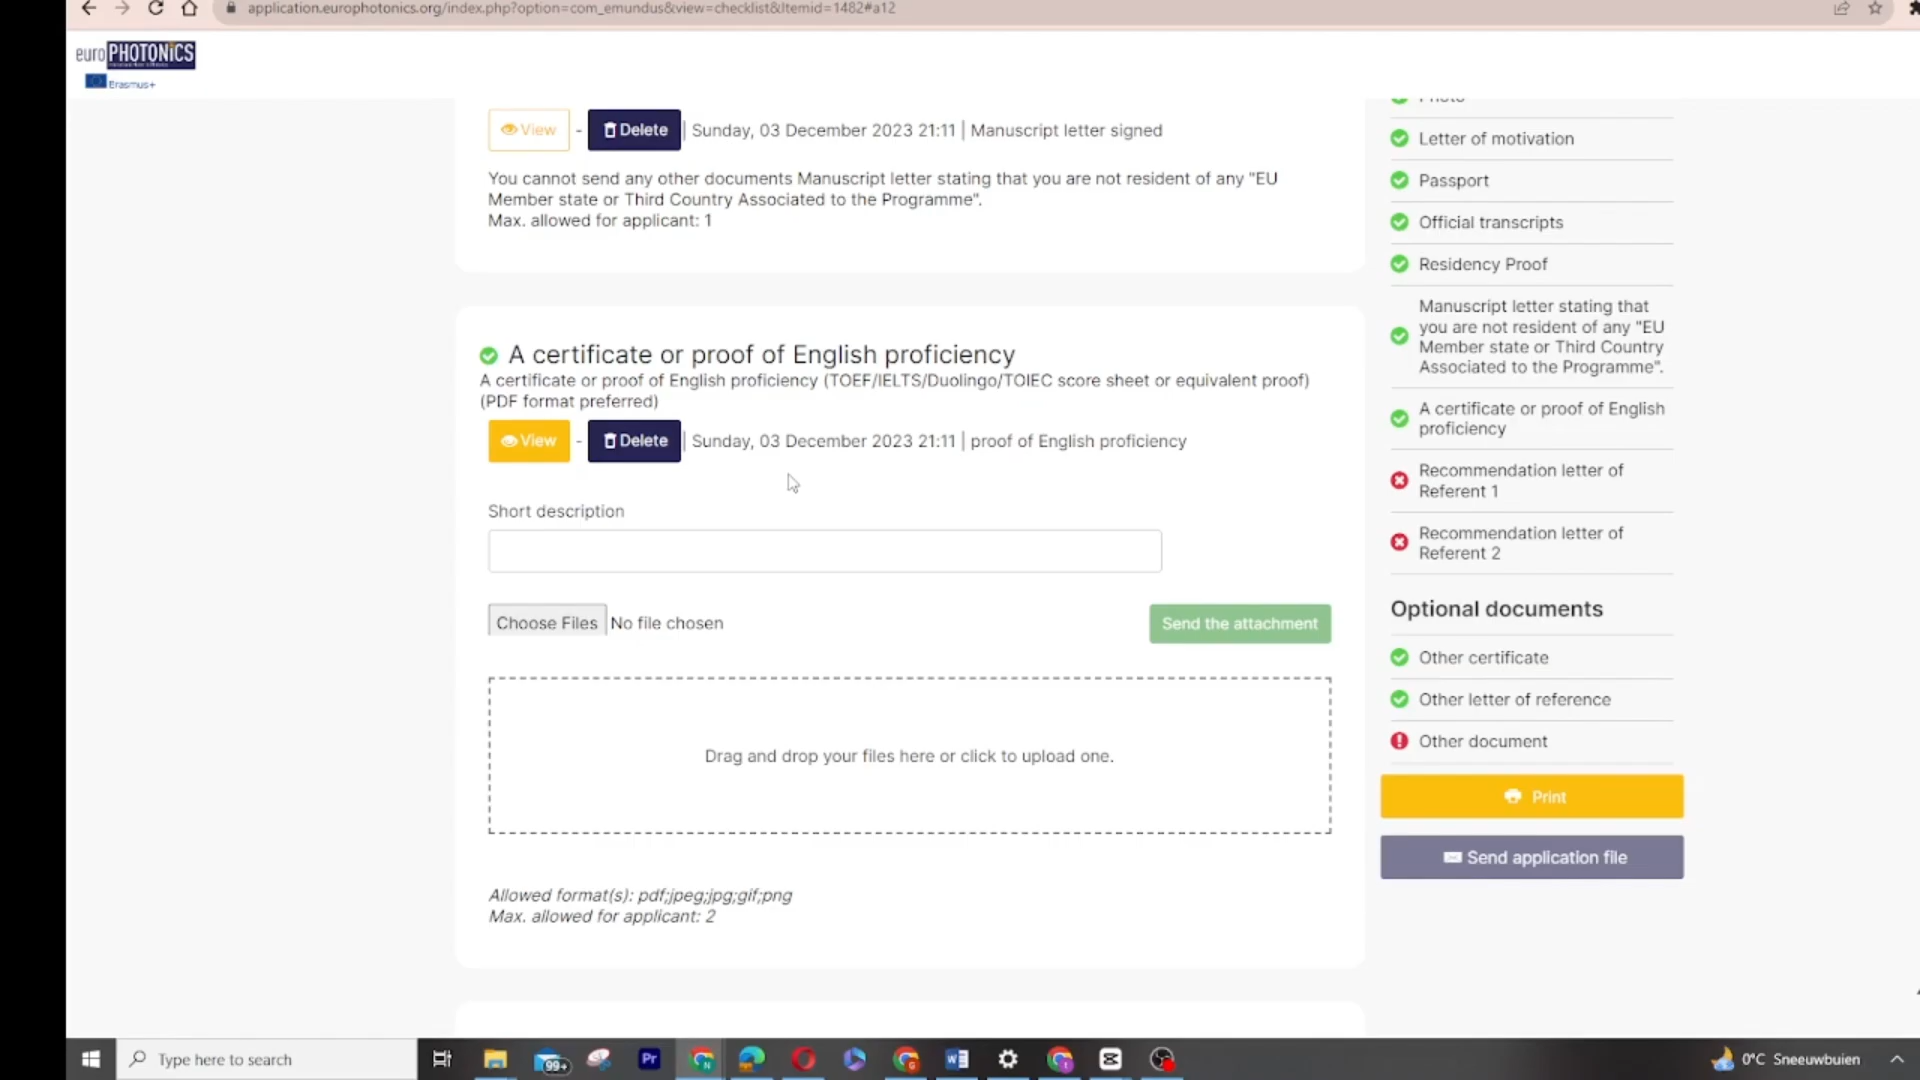 application.europhotonics.org/index.php?option=com_emundus&view=checklist&Itemid=1482#a12
euro PHOTONICS
Erasmus+
View - Delete | Sunday, 03 December 2023 21:11 | Manuscript letter signed
You cannot send any other documents Manuscript letter stating that you are not resident of any "EU
Member state or Third Country Associated to the Programme".
Max. allowed for applicant: 1
A certificate or proof of English proficiency
A certificate or proof of English proficiency (TOEF/IELTS/Duolingo/TOIEC score sheet or equivalent proof)
(PDF format preferred)
View - Delete | Sunday, 03 December 2023 21:11 | proof of English proficiency
Short description
Choose Files No file chosen
Send the attachment
Drag and drop your files here or click to upload one.
Allowed format(s): pdf;jpeg;jpg;gif;png
Max. allowed for applicant: 2
Photo
Letter of motivation
Passport
Official transcripts
Residency Proof
Manuscript letter stating that
you are not resident of any "EU
Member state or Third Country
Associated to the Programme".
A certificate or proof of English
proficiency
Recommendation letter of
Referent 1
Recommendation letter of
Referent 2
Optional documents
Other certificate
Other letter of reference
Other document
Print
Send application file
Type here to search
99+
Pr
0°C Sneeuwbuien